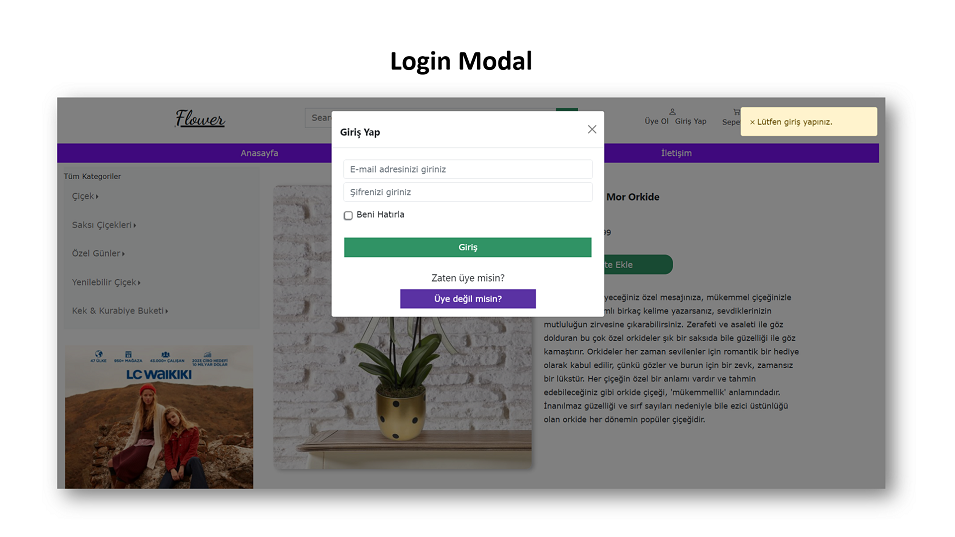 Login Modal
Flower
Sear
Üye Ol Giriş Yap
Sepe
× Lütfen giriş yapınız.
Anasayfa
İletişim
Giriş Yap
E-mail adresinizi giriniz
Şifrenizi giriniz
Beni Hatırla
Giriş
Zaten üye misin?
Üye değil misin?
Tüm Kategoriler
Çiçek
Saksı Çiçekleri
Özel Günler
Yenilebilir Çiçek
Kek & Kurabiye Buketi
LC WAIKIKI
Mor Orkide
99
te Ekle
yeceğiniz özel mesajınıza, mükemmel çiçeğinizle
mlı birkaç kelime yazarsanız, sevdiklerinizin
mutluluğun zirvesine çıkarabilirsiniz. Zerafeti ve asaleti ile göz
dolduran bu çok özel orkideler şık bir saksıda bile güzelliği ile göz
kamaştırır. Orkideler her zaman sevilenler için romantik bir hediye
olarak kabul edilir, çünkü gözler ve burun için bir zevk, zamansız
bir lükstür. Her çiçeğin özel bir anlamı vardır ve tahmin
edebileceğiniz gibi orkide çiçeği, 'mükemmellik' anlamındadır.
İnanılmaz güzelliği ve sırf sayıları nedeniyle bile ezici üstünlüğü
olan orkide her dönemin popüler çiçeğidir.